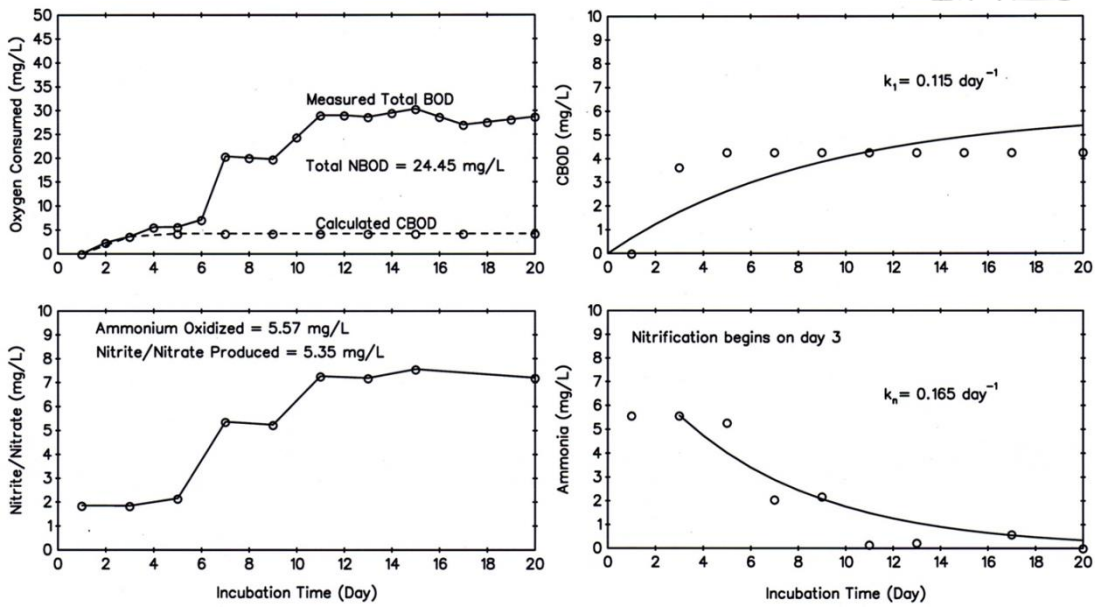 50
45
40
35
30
25
20
15
10
5
0
Oxygen Consumed (mg/L)
Measured Total BOD
Total NBOD = 24.45 mg/L
Calculated CBOD
0 2 4 6 8 10 12 14 16 18 20
10
9
8
7
6
5
4
3
2
1
0
CBOD (mg/L)
k₁= 0.115 day⁻¹
0 2 4 6 8 10 12 14 16 18 20
10
9
8
7
6
5
4
3
2
1
0
Nitrite/Nitrate (mg/L)
Ammonium Oxidized = 5.57 mg/L
Nitrite/Nitrate Produced = 5.35 mg/L
0 2 4 6 8 10 12 14 16 18 20
Incubation Time (Day)
10
9
8
7
6
5
4
3
2
1
0
Ammonia (mg/L)
Nitrification begins on day 3
kₙ= 0.165 day⁻¹
0 2 4 6 8 10 12 14 16 18 20
Incubation Time (Day)